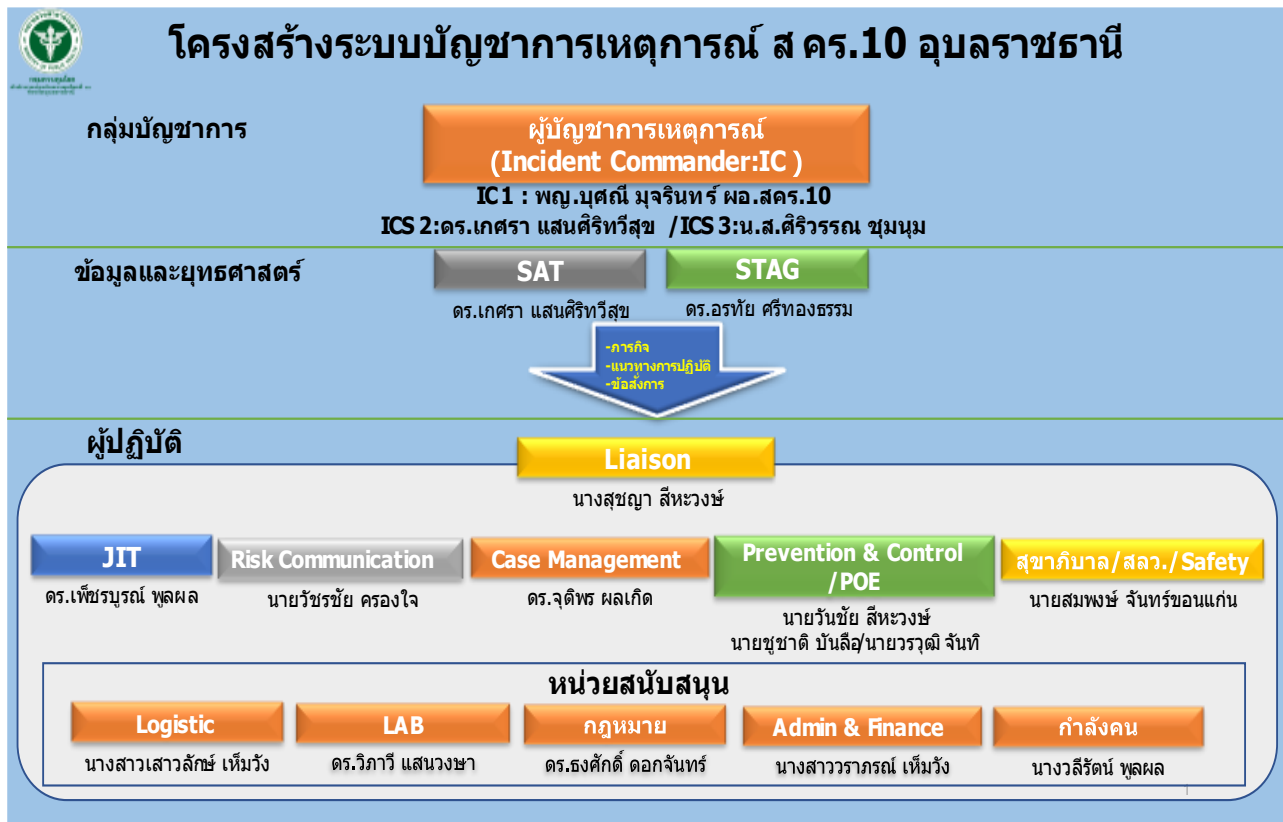 โครงสร้างระบบบัญชาการเหตุการณ์ ส คร.10 อุบลราชธานี
กลุ่มบัญชาการ
ผู้บัญชาการเหตุการณ์
(Incident Commander:IC )
IC 1 : พญ.บุศณี มุจรินทร์ ผอ.สคร.10
ICS 2:ดร.เกศรา แสนศิริทวีสุข /ICS 3:น.ส.ศิริวรรณ ชุมนุม
ข้อมูลและยุทธศาสตร์
SAT
STAG
ดร.เกศรา แสนศิริทวีสุข
ดร.อรทัย ศรีทองธรรม
-ภารกิจ
-แนวทางการปฏิบัติ
-ข้อสั่งการ
ผู้ปฏิบัติ
Liaison
นางสุชญา สีหะวงษ์
JIT
Risk Communication
Case Management
Prevention & Control
/POE
สุขาภิบาล/สลว./Safety
ดร.เพ็ชรบูรณ์ พูลผล
นายวัชรชัย ครองใจ
ดร.จุติพร ผลเกิด
นายวันชัย สีหะวงษ์
นายชูชาติ บันลือ/นายวรวุฒิ จันทิ
นายสมพงษ์ จันทร์ขอนแก่น
หน่วยสนับสนุน
Logistic
LAB
กฎหมาย
Admin & Finance
กำลังคน
นางสาวเสาวลักษ์ เห็มวัง
ดร.วิภาวี แสนวงษา
ดร.ธงศักดิ์ ดอกจันทร์
นางสาววราภรณ์ เห็มวัง
นางวลีรัตน์ พูลผล
1